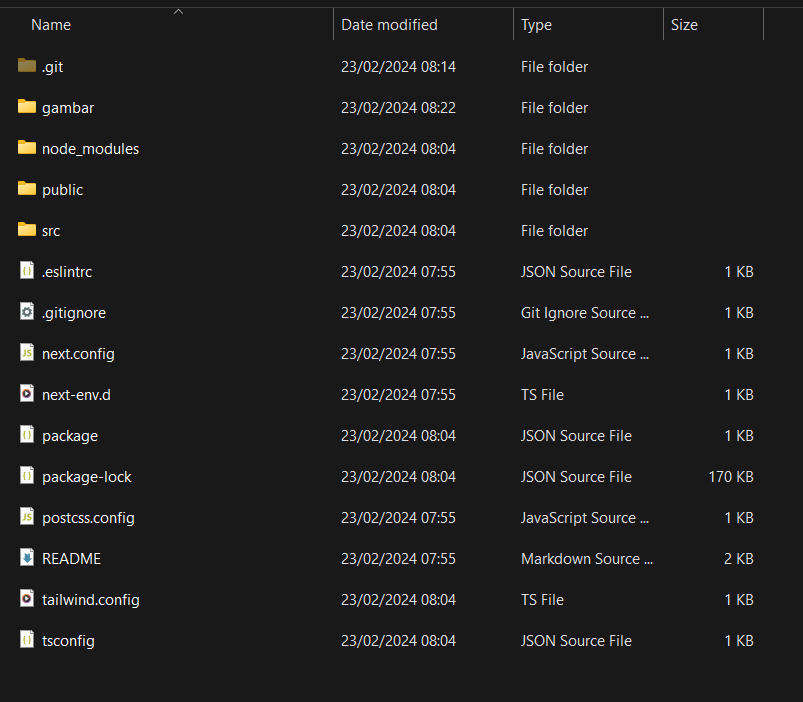 Name Date modified Type Size
.git 23/02/2024 08:14 File folder
gambar 23/02/2024 08:22 File folder
node_modules 23/02/2024 08:04 File folder
public 23/02/2024 08:04 File folder
src 23/02/2024 08:04 File folder
.eslintrc 23/02/2024 07:55 JSON Source File 1 KB
.gitignore 23/02/2024 07:55 Git Ignore Source ... 1 KB
next.config 23/02/2024 07:55 JavaScript Source ... 1 KB
next-env.d 23/02/2024 07:55 TS File 1 KB
package 23/02/2024 08:04 JSON Source File 1 KB
package-lock 23/02/2024 08:04 JSON Source File 170 KB
postcss.config 23/02/2024 07:55 JavaScript Source ... 1 KB
README 23/02/2024 07:55 Markdown Source ... 2 KB
tailwind.config 23/02/2024 08:04 TS File 1 KB
tsconfig 23/02/2024 08:04 JSON Source File 1 KB